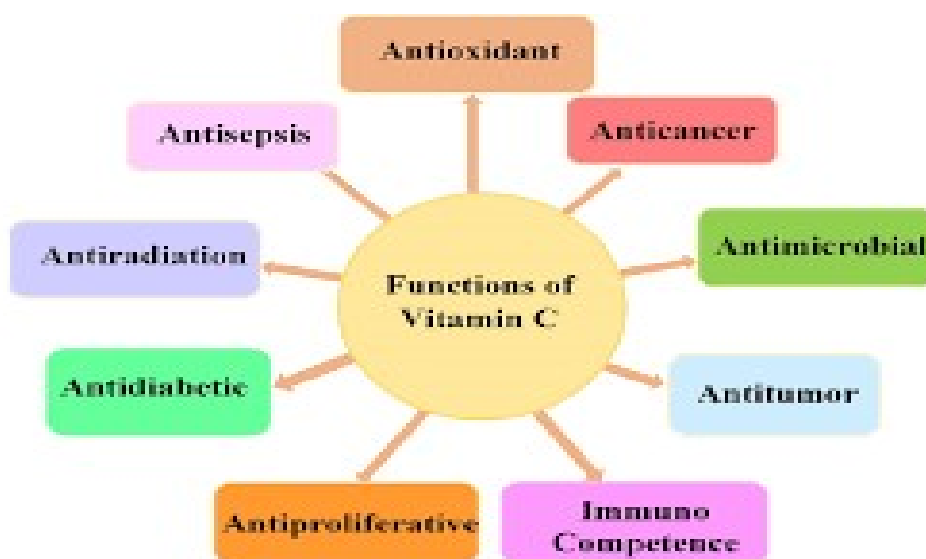 Antioxidant
Antisepsis
Anticancer
Antiradiation
Antimicrobial
Functions of
Vitamin C
Antidiabetic
Antitumor
Antiproliferative
Immuno
Competence